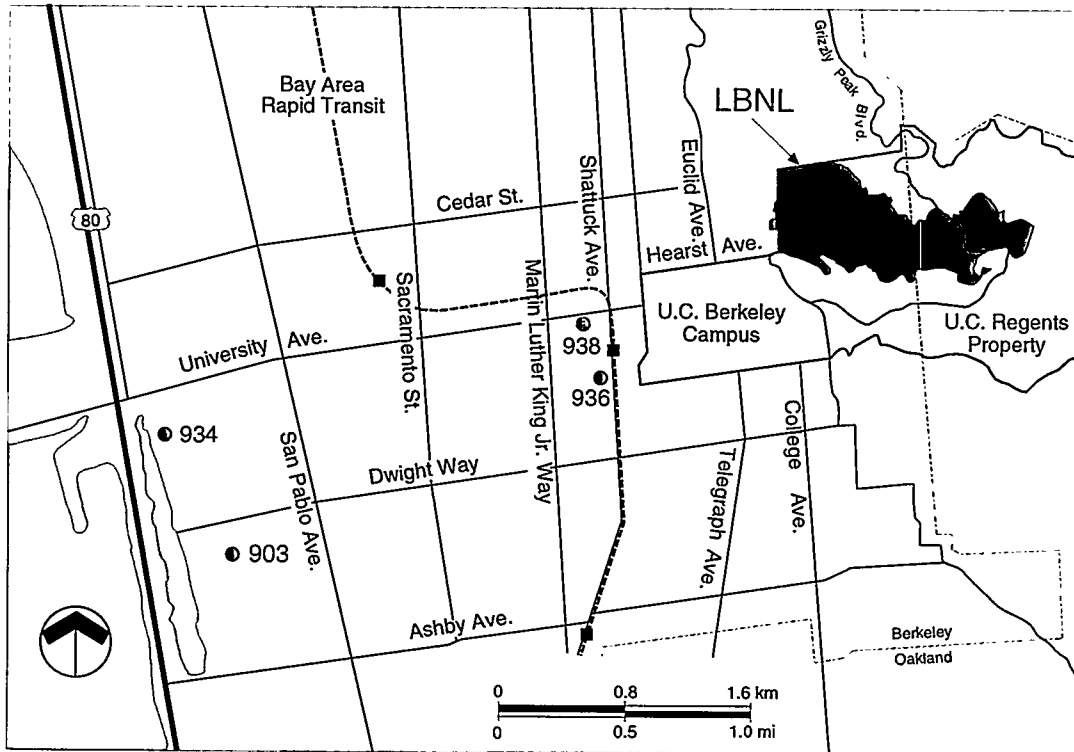 Grizzly Peak Blvd.
Bay Area
Rapid Transit
LBNL
80
Cedar St.
Shattuck Ave.
Euclid Ave.
Hearst Ave.
Sacramento St.
Martin Luther King Jr. Way
U.C. Berkeley
Campus
U.C. Regents
Property
University Ave.
938
936
934
San Pablo Ave.
Dwight Way
College Ave.
Telegraph Ave.
903
Ashby Ave.
Berkeley
Oakland
0 0.8 1.6 km
0 0.5 1.0 mi